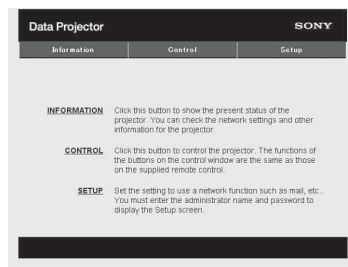 Data Projector SONY
Information Control Setup
INFORMATION Click this button to show the present status of the
projector. You can check the network settings and other
information for the projector.
CONTROL Click this button to control the projector. The functions of
the buttons on the control window are the same as those
on the supplied remote control.
SETUP Set the setting to use a network function such as mail, etc..
You must enter the administrator name and password to
display the Setup screen.